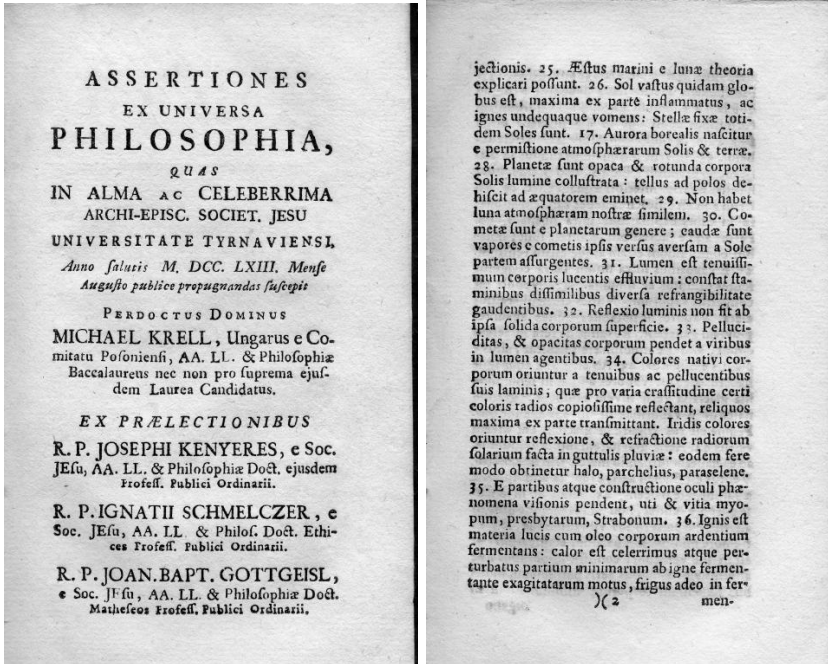 ASSERTIONES
EX UNIVERSA
PHILOSOPHIA,
QUAS
IN ALMA AC CELEBERRIMA
ARCHI-EPISC. SOCIET. JESU
UNIVERSITATE TYRNAVIENSI,
Anno ſalutis M. DCC. LXIII. Menſe
Auguſto publice propugnandas ſuſcepit
PERDOCTUS DOMINUS
MICHAEL KRELL, Ungarus e Co-
mitatu Poſonienſi, AA. LL. & Philoſophiæ
Baccalaureus nec non pro ſuprema ejuſ-
dem Laurea Candidatus.
EX PRÆLECTIONIBUS
R. P. JOSEPHI KENYERES, e Soc.
JEſu, AA. LL. & Philoſophiæ Doct. ejusdem
Profeſſ. Publici Ordinarii.
R. P. IGNATII SCHMELCZER, e
Soc. JEſu, AA. LL & Philoſ. Doct. Ethi-
ces Profeſſ. Publici Ordinarii.
R. P. JOAN. BAPT. GOTTGEISL,
e Soc. JEſu, AA. LL. & Philoſophiæ Doct.
Matheſeos Profeſſ. Publici Ordinarii.
jectionis. 25. Æſtus marini e lunæ theoria
explicari poſſunt. 26. Sol vaſtus quidam glo-
bus eſt, maxima ex parte inflammatus, ac
ignes undequaque vomens: Stellæ fixæ toti-
dem Soles ſunt. 17. Aurora borealis naſcitur
e permiſtione atmoſphærarum Solis & terræ.
28. Planetæ ſunt opaca & rotunda corpora
Solis lumine colluſtrata: tellus ad polos de-
hiſcit ad æquatorem eminet. 29. Non habet
luna atmoſphæram noſtræ ſimilem. 30. Co-
metæ ſunt e planetarum genere; caudæ ſunt
vapores e cometis ipſis verſus averſam a Sole
partem aſſurgentes. 31. Lumen eſt tenuiſſi-
mum corporis lucentis effluvium: conſtat ſta-
minibus diſſimilibus diverſa refrangibilitate
gaudentibus. 32. Reflexio luminis non fit ab
ipſa ſolida corporum ſuperficie. 33. Pelluci-
ditas, & opacitas corporum pendet a viribus
in lumen agentibus. 34. Colores nativi cor-
porum oriuntur a tenuibus ac pellucentibus
ſuis laminis, quæ pro varia craſſitudine certi
coloris radios copioſiſſime reflectant, reliquos
maxima ex parte transmittant. Iridis colores
oriuntur reflexione, & refractione radiorum
ſolarium facta in guttulis pluviæ: eodem fere
modo obtinetur halo, parchelius, paraselene.
35. E partibus atque conſtructione oculi phæ-
nomena viſionis pendent, uti & vitia myo-
pum, presbytarum, Strabonum. 36. Ignis eſt
materia lucis cum oleo corporum ardentium
fermentans: calor eſt celerrimus atque per-
turbatus partium minimarum ab igne fermen-
tante exagitatarum motus, frigus adeo in fer-
)( 2 men-